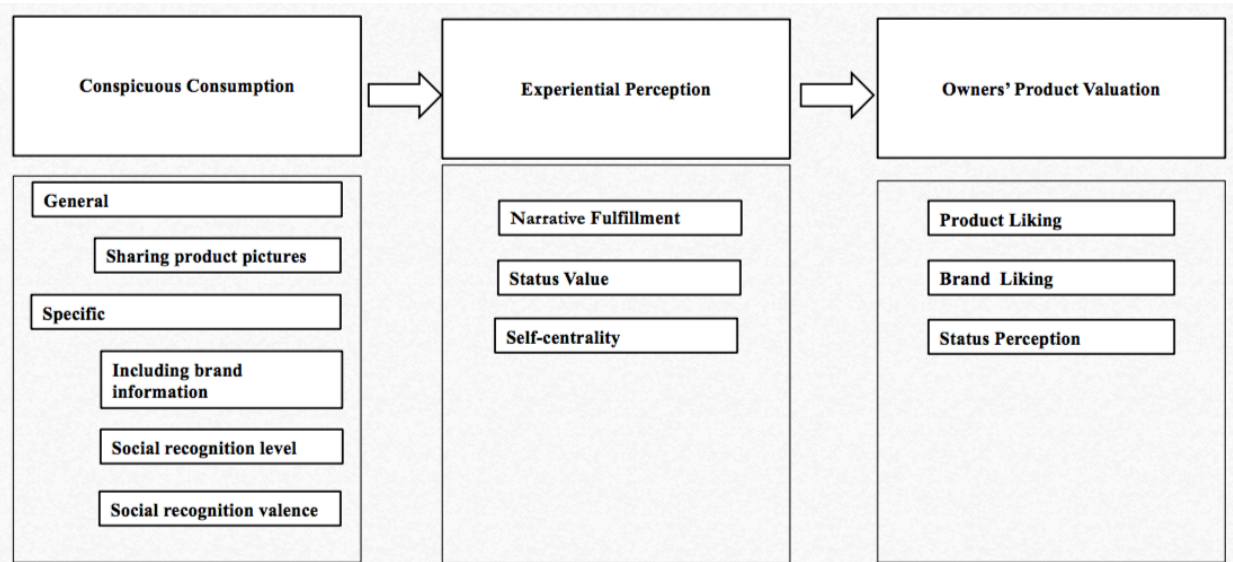 Conspicuous Consumption
Experiential Perception
Owners' Product Valuation
General
Sharing product pictures
Specific
Including brand
information
Social recognition level
Social recognition valence
Narrative Fulfillment
Status Value
Self-centrality
Product Liking
Brand Liking
Status Perception